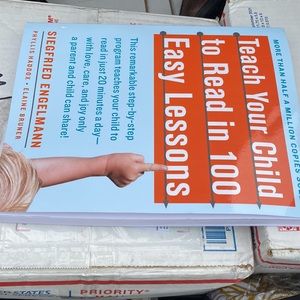 MORE THAN HALF A MILLION COPIES
Teach Your Child
to Read in 100
Easy Lessons
This remarkable step-by-step
program teaches your child to
read in just 20 minutes a day—
with love, care, and joy only
a parent and child can share!
SIEGFRIED ENGELMANN
PHYLLIS HADDOX, ELAINE BRUNER
STATES
PRIORITY